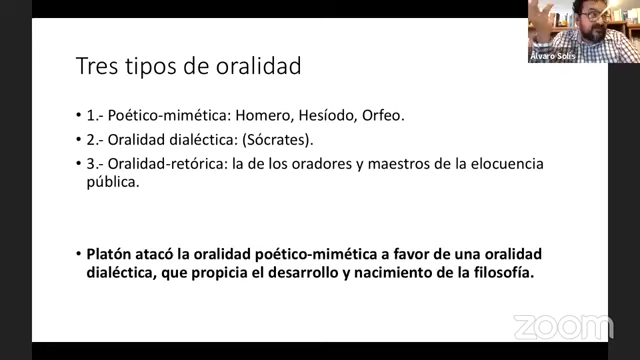 Álvaro Solís
Tres tipos de oralidad
• 1.- Poético-mimética: Homero, Hesíodo, Orfeo.
• 2.- Oralidad dialéctica: (Sócrates).
• 3.- Oralidad-retórica: la de los oradores y maestros de la elocuencia
pública.
• Platón atacó la oralidad poético-mimética a favor de una oralidad
dialéctica, que propicia el desarrollo y nacimiento de la filosofía.
zoom